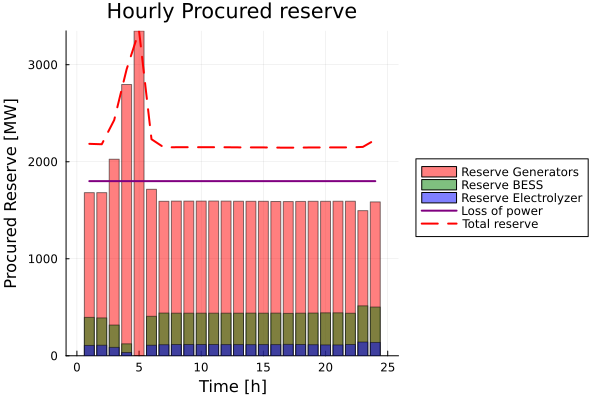 Hourly Procured reserve
Procured Reserve [MW]
3000
2000
1000
0
0
5
10
15
20
25
Time [h]
Reserve Generators
Reserve BESS
Reserve Electrolyzer
Loss of power
Total reserve